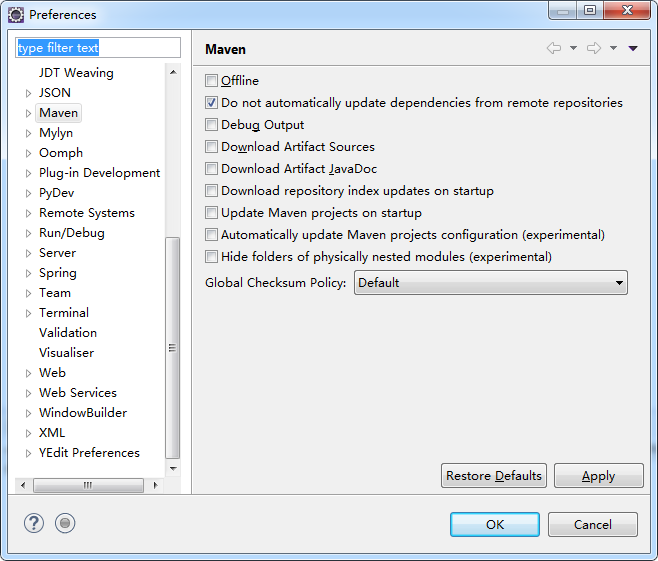 Preferences
type filter text
JDT Weaving
JSON
Maven
Mylyn
Oomph
Plug-in Development
PyDev
Remote Systems
Run/Debug
Server
Spring
Team
Terminal
Validation
Visualiser
Web
Web Services
WindowBuilder
XML
YEdit Preferences
Maven
Offline
Do not automatically update dependencies from remote repositories
Debug Output
Download Artifact Sources
Download Artifact JavaDoc
Download repository index updates on startup
Update Maven projects on startup
Automatically update Maven projects configuration (experimental)
Hide folders of physically nested modules (experimental)
Global Checksum Policy: Default
Restore Defaults Apply
? OK Cancel